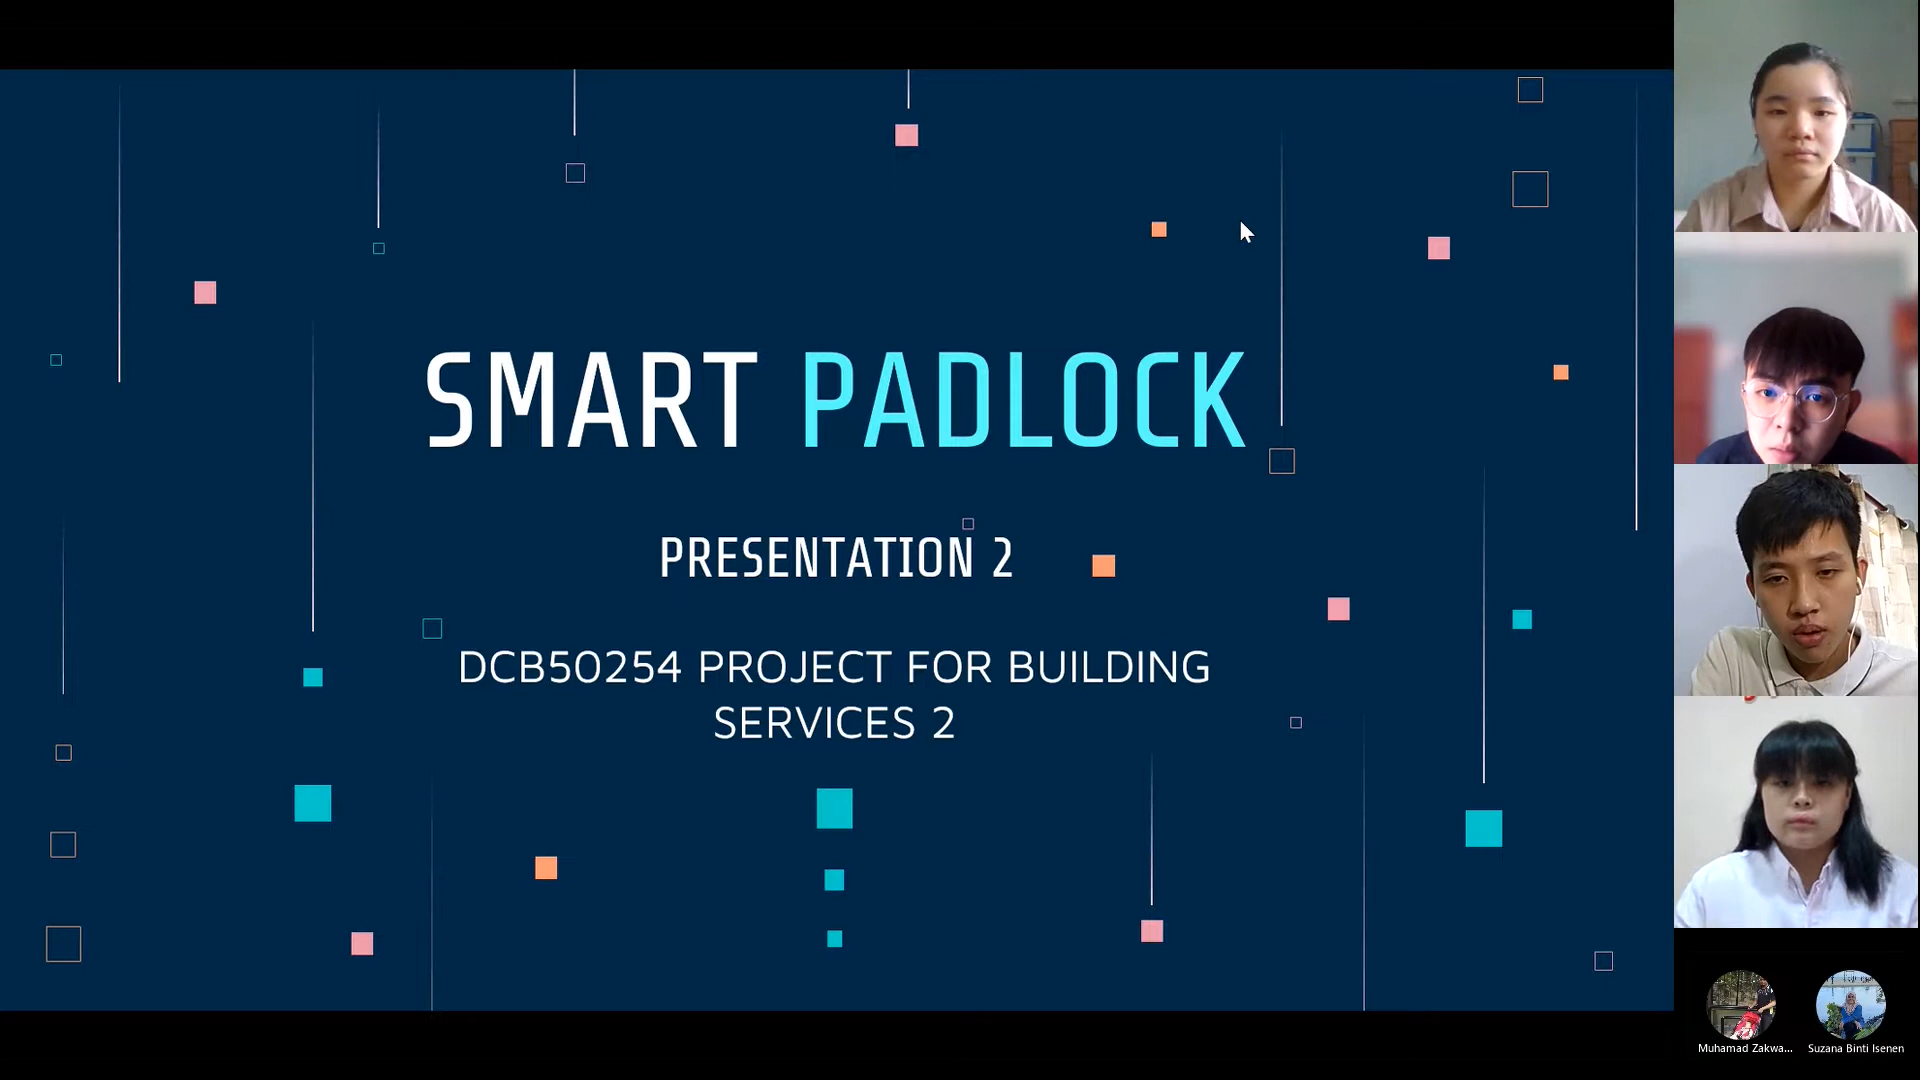 SMART PADLOCK
PRESENTATION 2
DCB50254 PROJECT FOR BUILDING
SERVICES 2
Muhamad Zakwa...
Suzana Binti Isenen